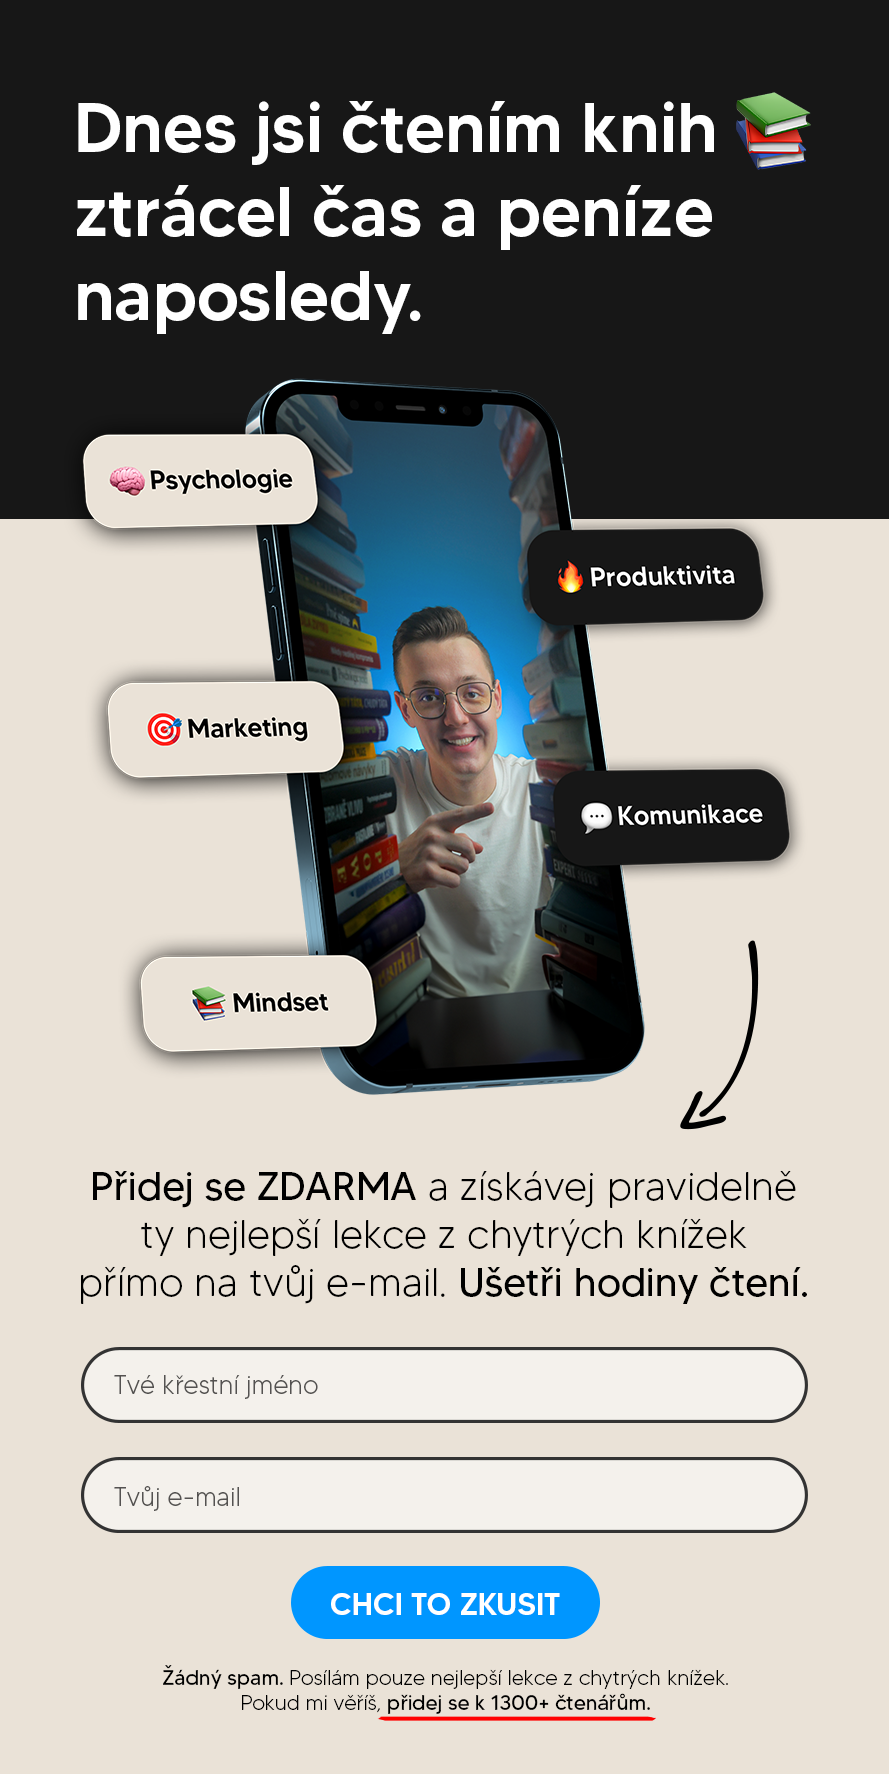 Dnes jsi čtením knih
ztrácel čas a peníze
naposledy.
Psychologie
Produktivita
Marketing
Komunikace
Mindset
Přidej se ZDARMA a získávej pravidelně
ty nejlepší lekce z chytrých knížek
přímo na tvůj e-mail. Ušetři hodiny čtení.
Tvé křestní jméno
Tvůj e-mail
CHCI TO ZKUSIT
Žádný spam. Posílám pouze nejlepší lekce z chytrých knížek.
Pokud mi věříš, přidej se k 1300+ čtenářům.